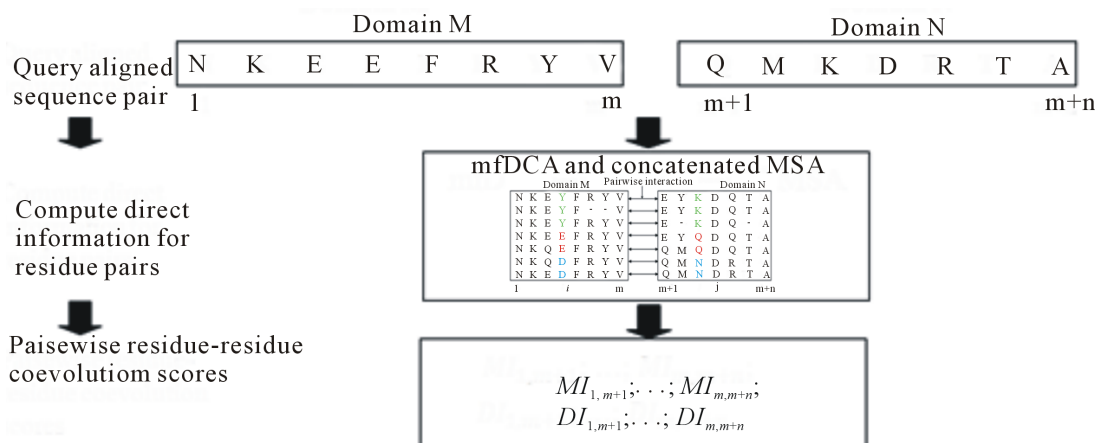 Domain M
Domain N
Query aligned
sequence pair
N K E E F R Y V
Q M K D R T A
1
m
m+1
m+n
mfDCA and concatenated MSA
Domain M
Pairwise interaction
Domain N
N K E Y F R Y V
E Y K D Q T A
N K E Y F - - V
E Y K D Q T A
N K E Y F R Y V
E - K D Q - A
N K E E F R Y V
E Y Q D Q T A
N K Q E F R Y V
Q M Q D Q T A
N K Q D F R Y V
Q M N D R T A
N K E D F R Y V
Q M N D R T A
1
i
m
m+1
j
m+n
Compute direct
information for
residue pairs
Paisewise residue-residue
coevolutiom scores
MI1, m+1;. . .; MIm,m+n;
DI1,m+1;. . .; DIm,m+n